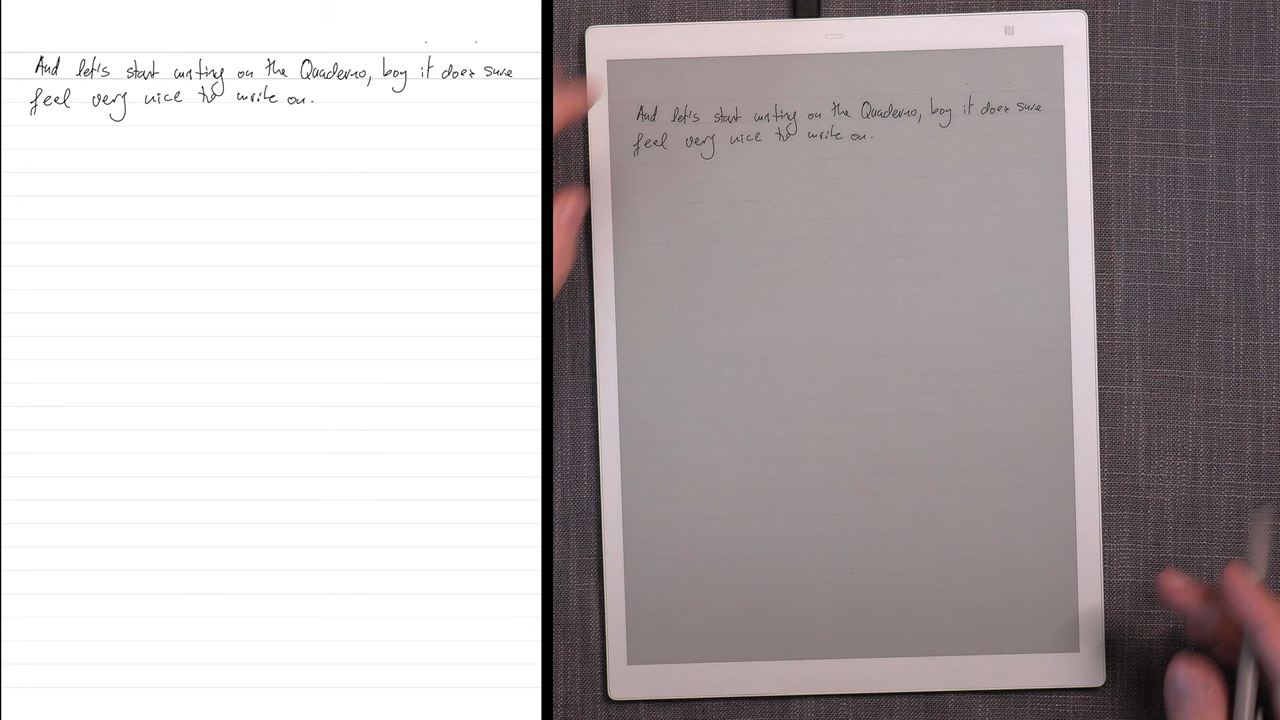 And let's start writing on the Quaderno, boy it does sure
feel very nice to write on.
And let's start writing on the Quaderno, boy it does sure
feel very nice to write on.